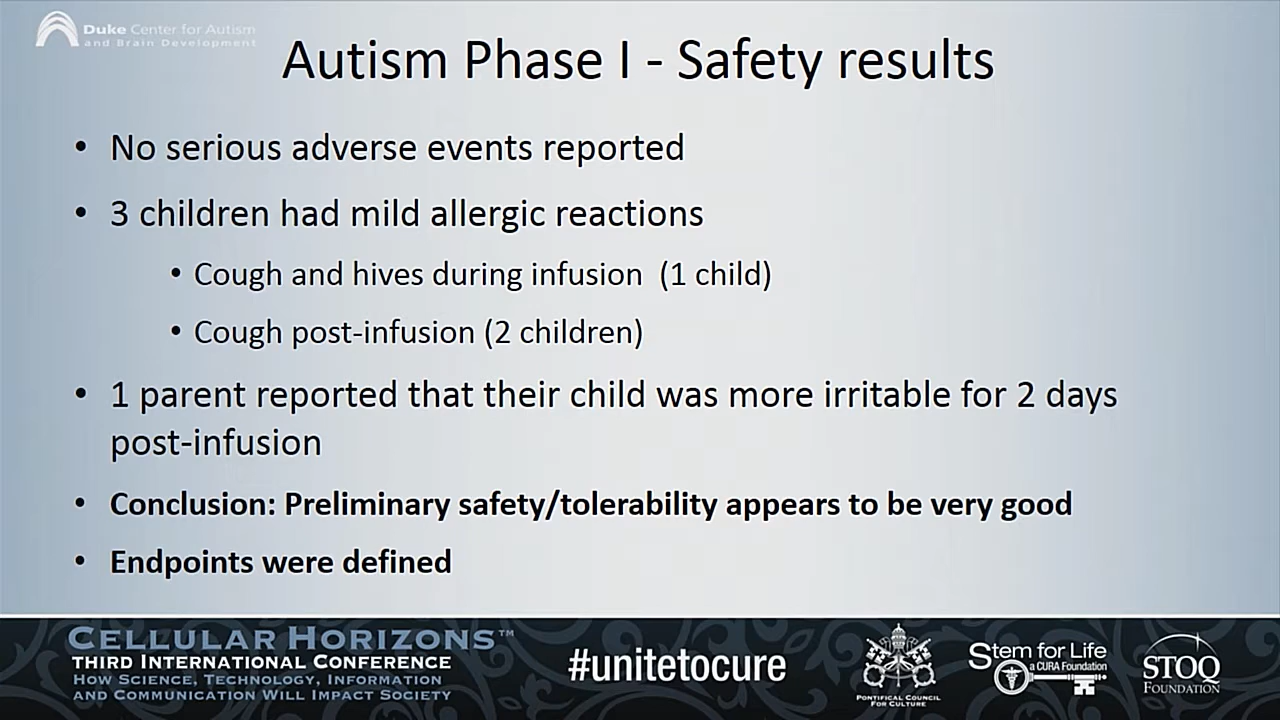 Duke Center for Autism
and Brain Development
Autism Phase I - Safety results
• No serious adverse events reported
• 3 children had mild allergic reactions
• Cough and hives during infusion (1 child)
• Cough post-infusion (2 children)
• 1 parent reported that their child was more irritable for 2 days
post-infusion
• Conclusion: Preliminary safety/tolerability appears to be very good
• Endpoints were defined
CELLULAR HORIZONS™
THIRD INTERNATIONAL CONFERENCE
HOW SCIENCE, TECHNOLOGY, INFORMATION
AND COMMUNICATION WILL IMPACT SOCIETY
#unitetocure
PONTIFICAL COUNCIL
FOR CULTURE
Stem for Life
a CURA Foundation
STOQ
FOUNDATION